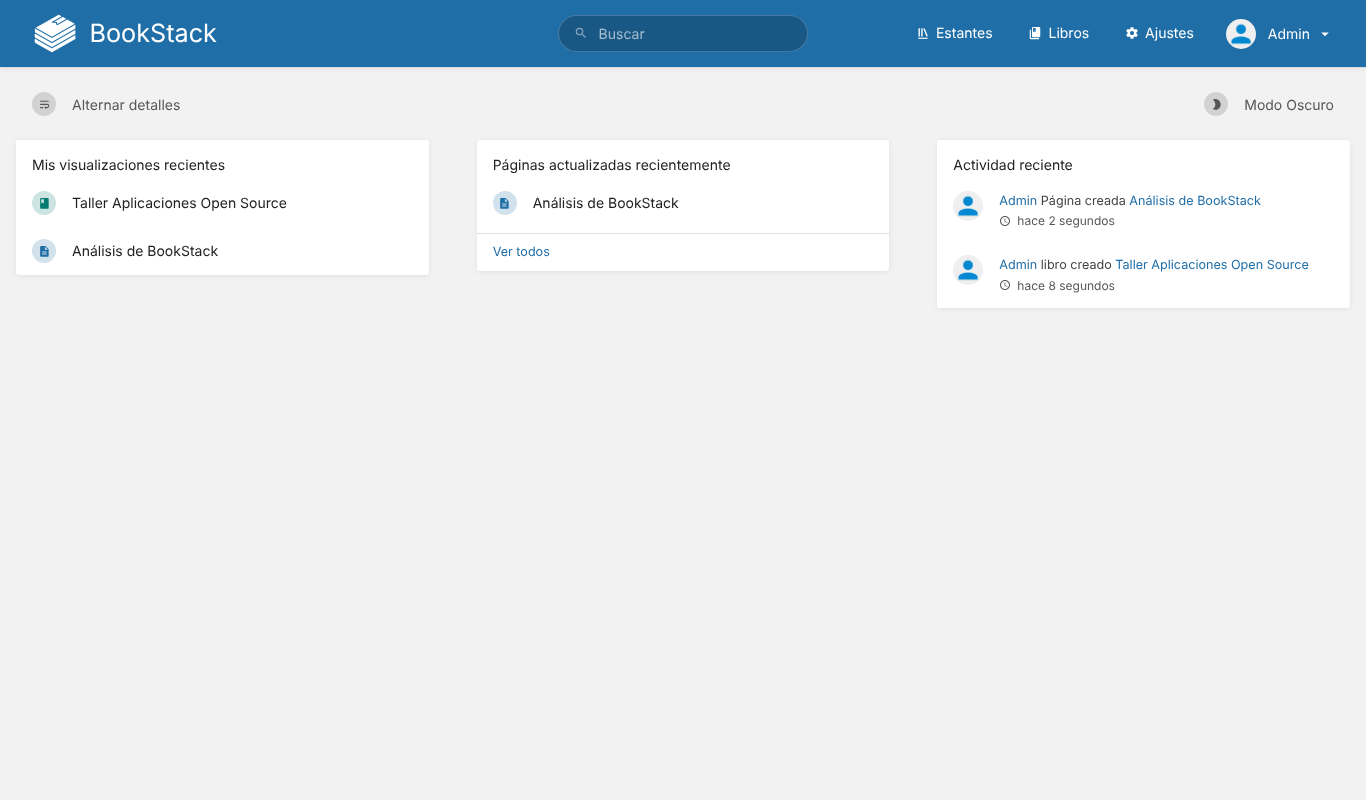 BookStack
Buscar
Estantes
Libros
Ajustes
Admin
Alternar detalles
Modo Oscuro
Mis visualizaciones recientes
Taller Aplicaciones Open Source
Análisis de BookStack
Páginas actualizadas recientemente
Análisis de BookStack
Ver todos
Actividad reciente
Admin Página creada Análisis de BookStack
hace 2 segundos
Admin libro creado Taller Aplicaciones Open Source
hace 8 segundos